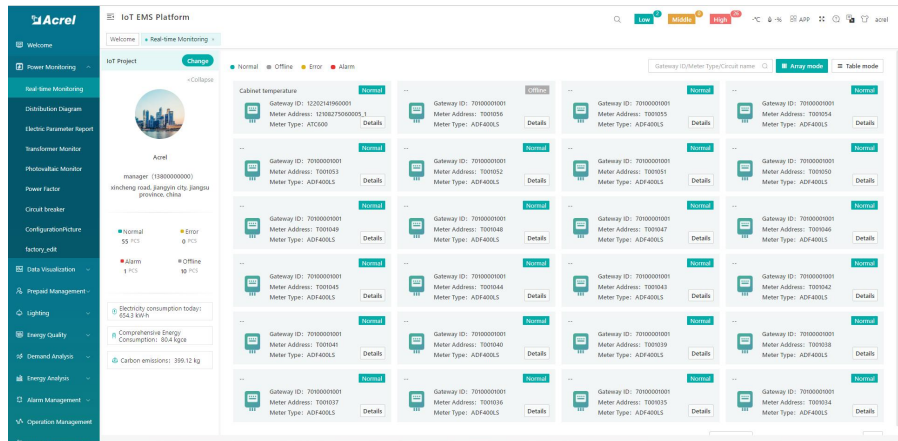 Acrel
IoT EMS Platform
Low 2
Middle 0
High 26
-℃
-%
APP
acrel
Welcome
Real-time Monitoring ×
Welcome
Power Monitoring
Real-time Monitoring
Distribution Diagram
Electric Parameter Report
Transformer Monitor
Photovaltaic Monitor
Power Factor
Circuit breaker
ConfigurationPicture
factory_edit
Data Visualization
Prepaid Management
Lighting
Energy Quality
Demand Analysis
Energy Analysis
Alarm Management
Operation Management
IoT Project
Change
«Collapse
Acrel
manager (13800000000)
xincheng road, jiangyin city, jiangsu
province, china
Normal
55 PCS
Error
0 PCS
Alarm
1 PCS
Offline
10 PCS
Electricity consumption today:
654.3 kW·h
Comprehensive Energy
Consumption: 80.4 kgce
Carbon emissions: 399.12 kg
Normal
Offline
Error
Alarm
Gateway ID/Meter Type/Circuit name
Array mode
Table mode
Cabinet temperature
Normal
Gateway ID: 12202141960001
Meter Address: 12108275060005_1
Meter Type: ATC600
Details
--
Offline
Gateway ID: 70100001001
Meter Address: T001056
Meter Type: ADF400LS
Details
--
Normal
Gateway ID: 70100001001
Meter Address: T001055
Meter Type: ADF400LS
Details
--
Normal
Gateway ID: 70100001001
Meter Address: T001054
Meter Type: ADF400LS
Details
--
Normal
Gateway ID: 70100001001
Meter Address: T001053
Meter Type: ADF400LS
Details
--
Normal
Gateway ID: 70100001001
Meter Address: T001052
Meter Type: ADF400LS
Details
--
Normal
Gateway ID: 70100001001
Meter Address: T001051
Meter Type: ADF400LS
Details
--
Normal
Gateway ID: 70100001001
Meter Address: T001050
Meter Type: ADF400LS
Details
--
Normal
Gateway ID: 70100001001
Meter Address: T001049
Meter Type: ADF400LS
Details
--
Normal
Gateway ID: 70100001001
Meter Address: T001048
Meter Type: ADF400LS
Details
--
Normal
Gateway ID: 70100001001
Meter Address: T001047
Meter Type: ADF400LS
Details
--
Normal
Gateway ID: 70100001001
Meter Address: T001046
Meter Type: ADF400LS
Details
--
Normal
Gateway ID: 70100001001
Meter Address: T001045
Meter Type: ADF400LS
Details
--
Normal
Gateway ID: 70100001001
Meter Address: T001044
Meter Type: ADF400LS
Details
--
Normal
Gateway ID: 70100001001
Meter Address: T001043
Meter Type: ADF400LS
Details
--
Normal
Gateway ID: 70100001001
Meter Address: T001042
Meter Type: ADF400LS
Details
--
Normal
Gateway ID: 70100001001
Meter Address: T001041
Meter Type: ADF400LS
Details
--
Normal
Gateway ID: 70100001001
Meter Address: T001040
Meter Type: ADF400LS
Details
--
Normal
Gateway ID: 70100001001
Meter Address: T001039
Meter Type: ADF400LS
Details
--
Normal
Gateway ID: 70100001001
Meter Address: T001038
Meter Type: ADF400LS
Details
--
Normal
Gateway ID: 70100001001
Meter Address: T001037
Meter Type: ADF400LS
Details
--
Normal
Gateway ID: 70100001001
Meter Address: T001036
Meter Type: ADF400LS
Details
--
Normal
Gateway ID: 70100001001
Meter Address: T001035
Meter Type: ADF400LS
Details
--
Normal
Gateway ID: 70100001001
Meter Address: T001034
Meter Type: ADF400LS
Details